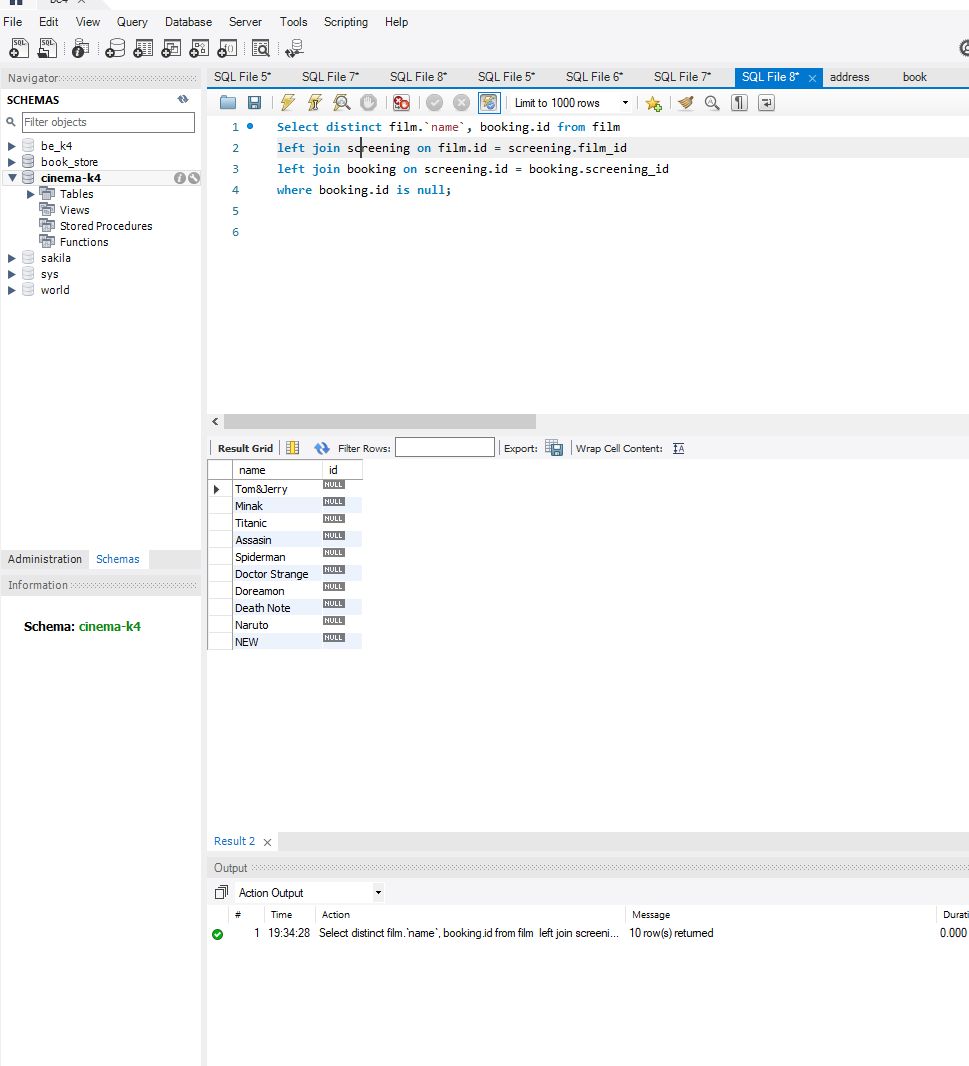 File Edit View Query Database Server Tools Scripting Help
Navigator
SCHEMAS
Filter objects
be_k4
book_store
cinema-k4
Tables
Views
Stored Procedures
Functions
sakila
sys
world
Administration Schemas
Information
Schema: cinema-k4
SQL File 5* SQL File 7* SQL File 8* SQL File 5* SQL File 6* SQL File 7* SQL File 8* address book
Limit to 1000 rows
1 Select distinct film.`name`, booking.id from film
2 left join screening on film.id = screening.film_id
3 left join booking on screening.id = booking.screening_id
4 where booking.id is null;
5
6
Result Grid Filter Rows: Export: Wrap Cell Content:
name id
Tom&Jerry NULL
Minak NULL
Titanic NULL
Assasin NULL
Spiderman NULL
Doctor Strange NULL
Doreamon NULL
Death Note NULL
Naruto NULL
NEW NULL
Result 2
Output
Action Output
# Time Action Message Durati
1 19:34:28 Select distinct film.`name`, booking.id from film left join screeni... 10 row(s) returned 0.000